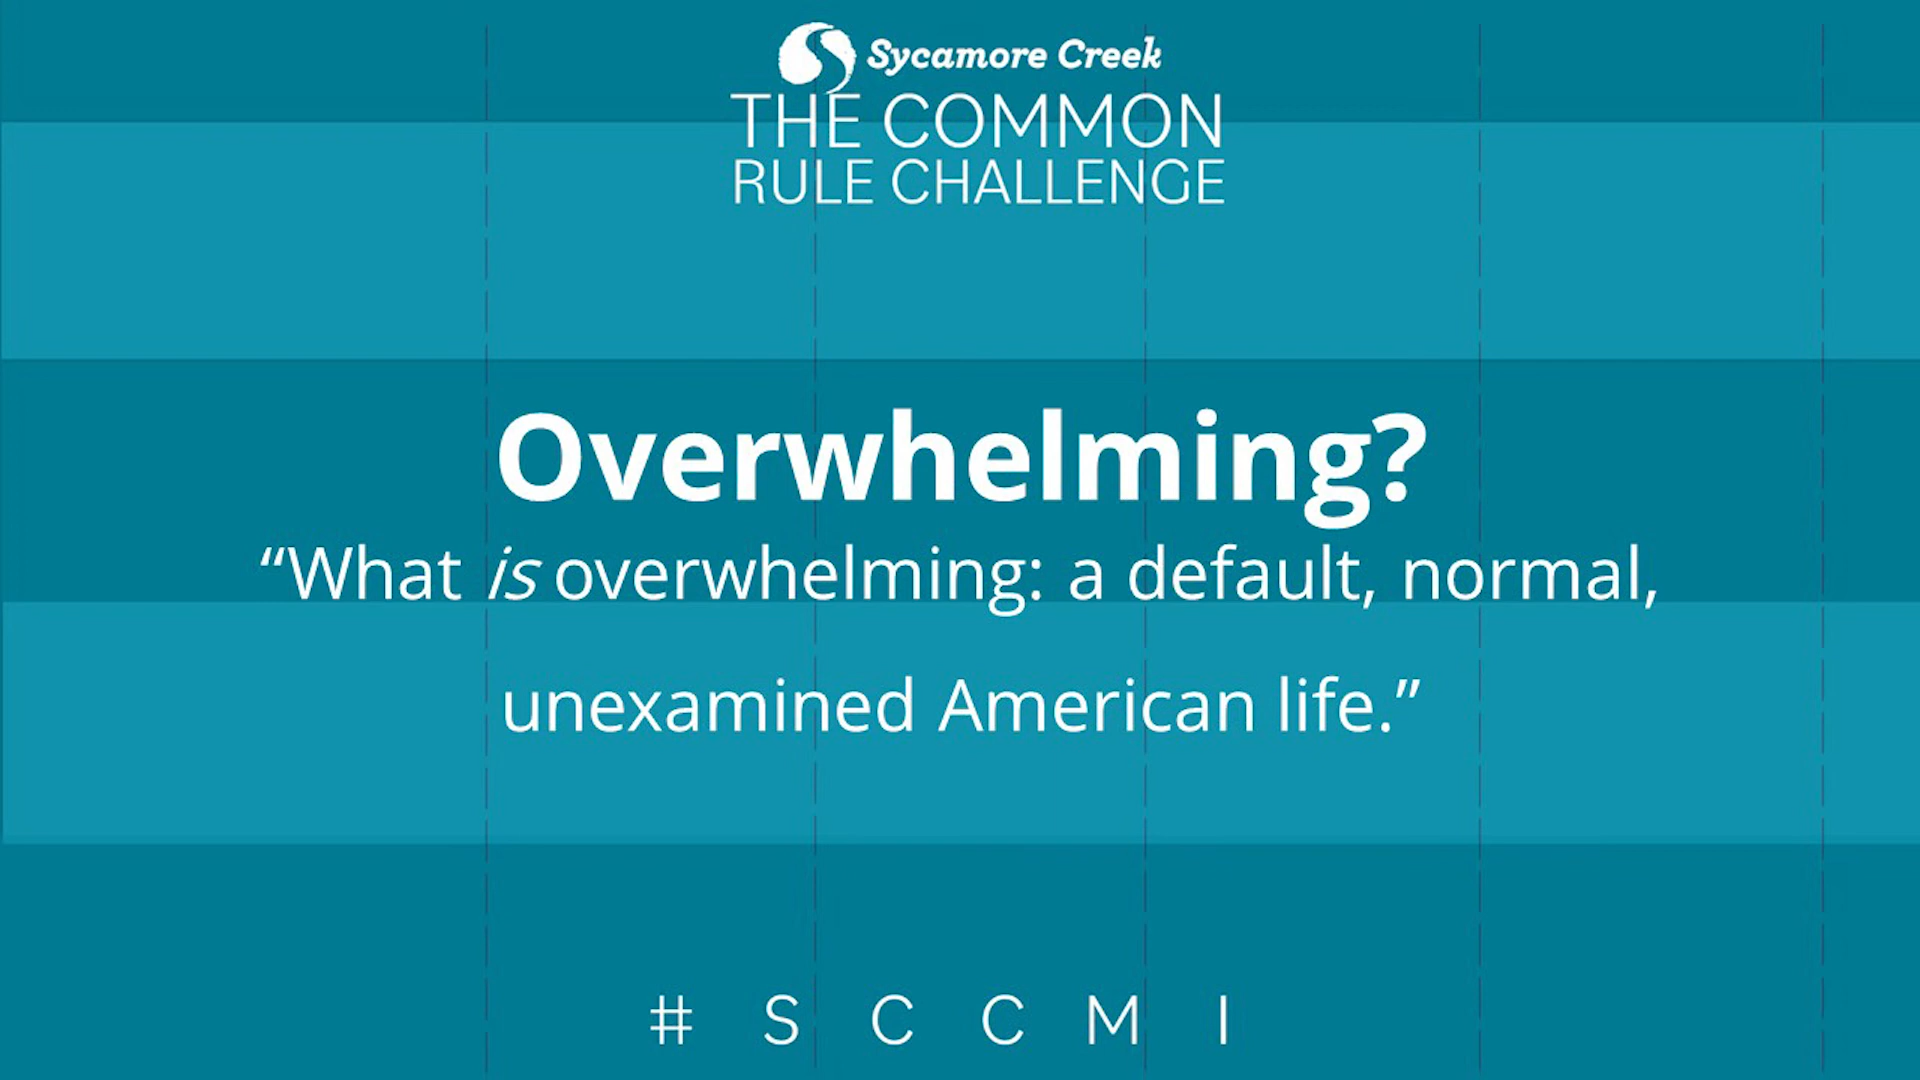 Sycamore Creek
THE COMMON
RULE CHALLENGE
Overwhelming?
“What is overwhelming: a default, normal,
unexamined American life.”
# S C C M I